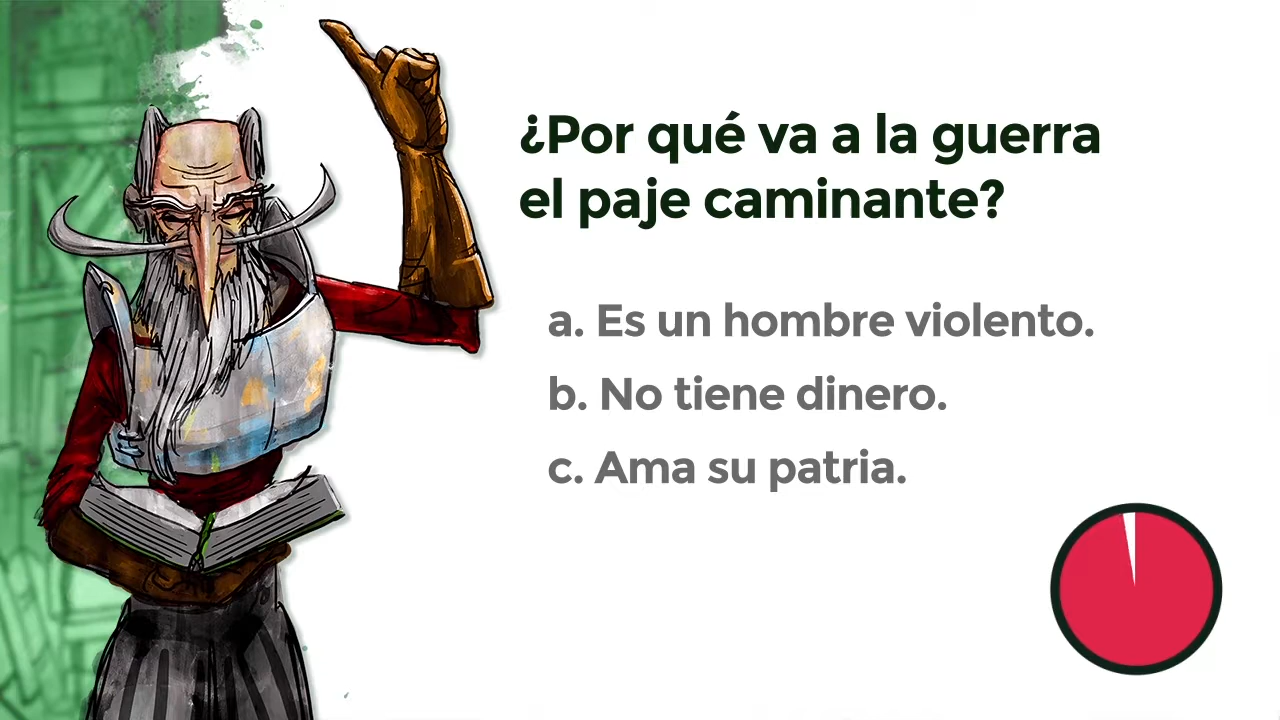 ¿Por qué va a la guerra
el paje caminante?
a. Es un hombre violento.
b. No tiene dinero.
c. Ama su patria.